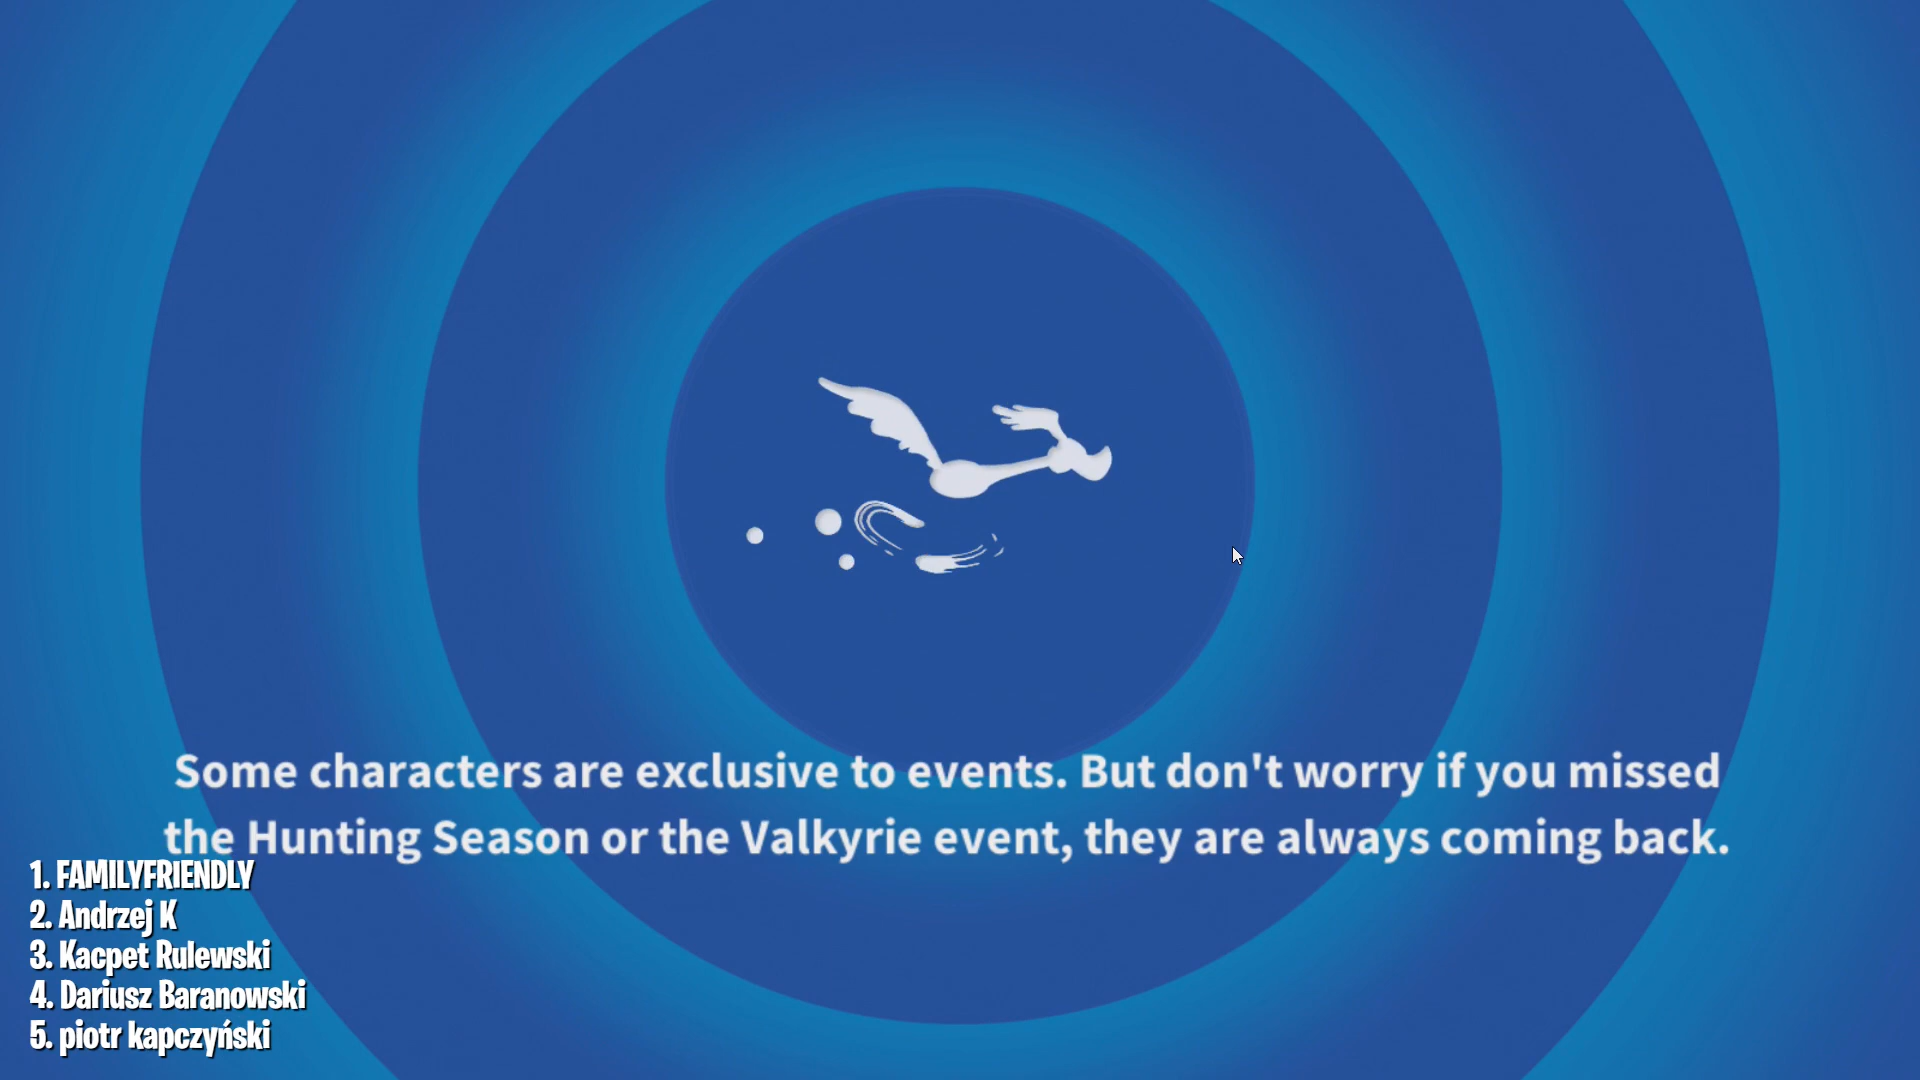 Some characters are exclusive to events. But don't worry if you missed
the Hunting Season or the Valkyrie event, they are always coming back.
1. FAMILYFRIENDLY
2. Andrzej K
3. Kacpet Rulewski
4. Dariusz Baranowski
5. piotr kapczyński